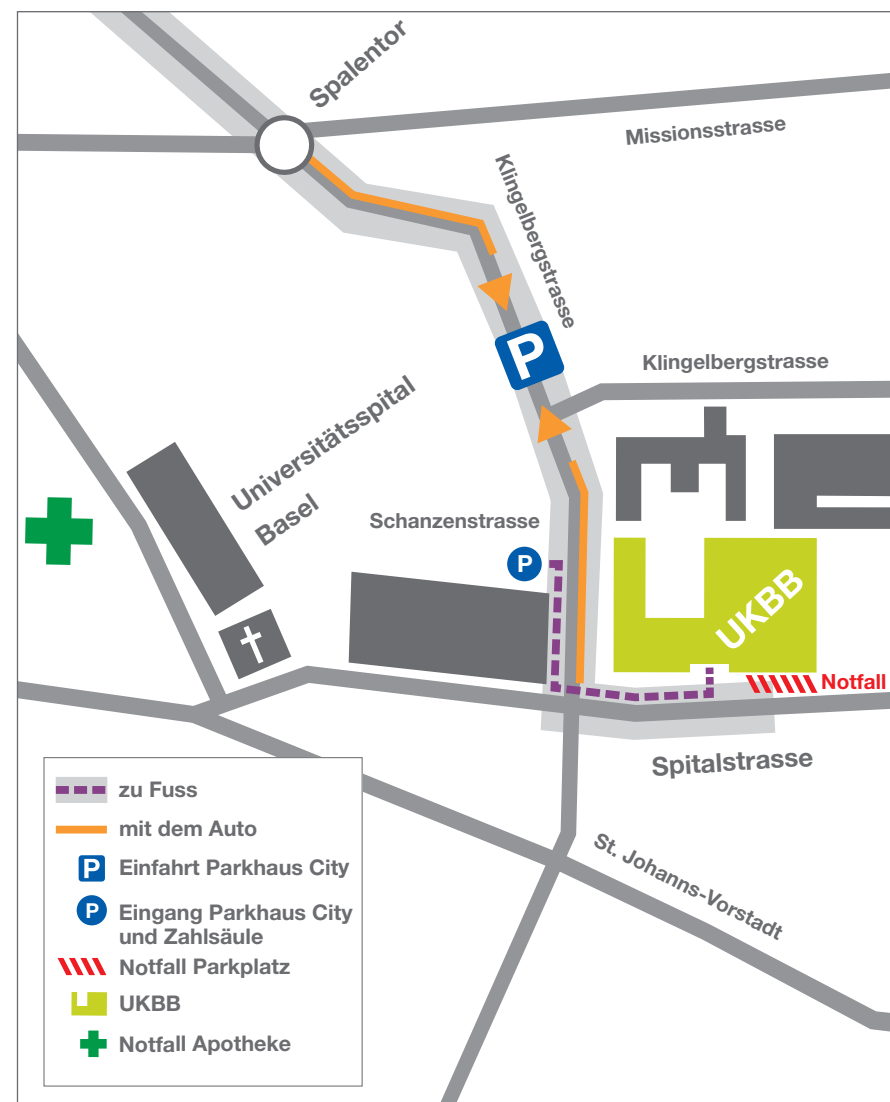 Spalentor
Missionsstrasse
Klingelbergstrasse
P
Klingelbergstrasse
Universitätsspital
Basel
Schanzenstrasse
P
UKBB
Notfall
Spitalstrasse
St. Johanns-Vorstadt
zu Fuss
mit dem Auto
P Einfahrt Parkhaus City
P Eingang Parkhaus City
und Zahlsäule
Notfall Parkplatz
UKBB
Notfall Apotheke